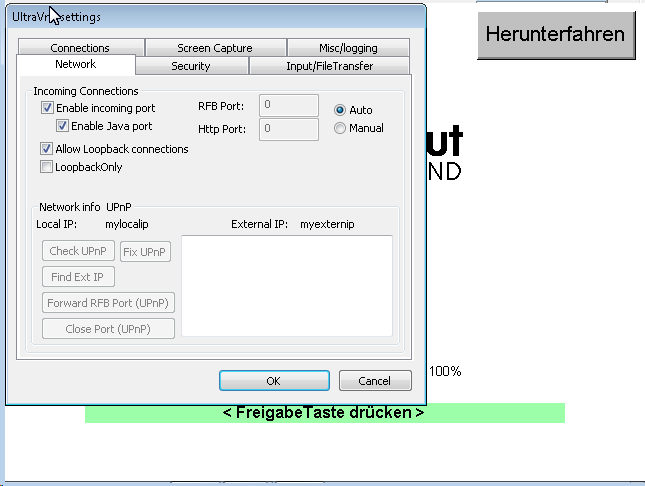 UltraVnc settings
Herunterfahren
Connections Screen Capture Misc/logging
Network Security Input/FileTransfer
Incoming Connections
Enable incoming port RFB Port: 0 Auto
Enable Java port Http Port: 0 Manual
Allow Loopback connections
LoopbackOnly
ut
ND
Network info UPnP
Local IP: mylocalip External IP: myexternip
Check UPnP Fix UPnP
Find Ext IP
Forward RFB Port (UPnP)
Close Port (UPnP)
OK Cancel
100%
< FreigabeTaste drücken >